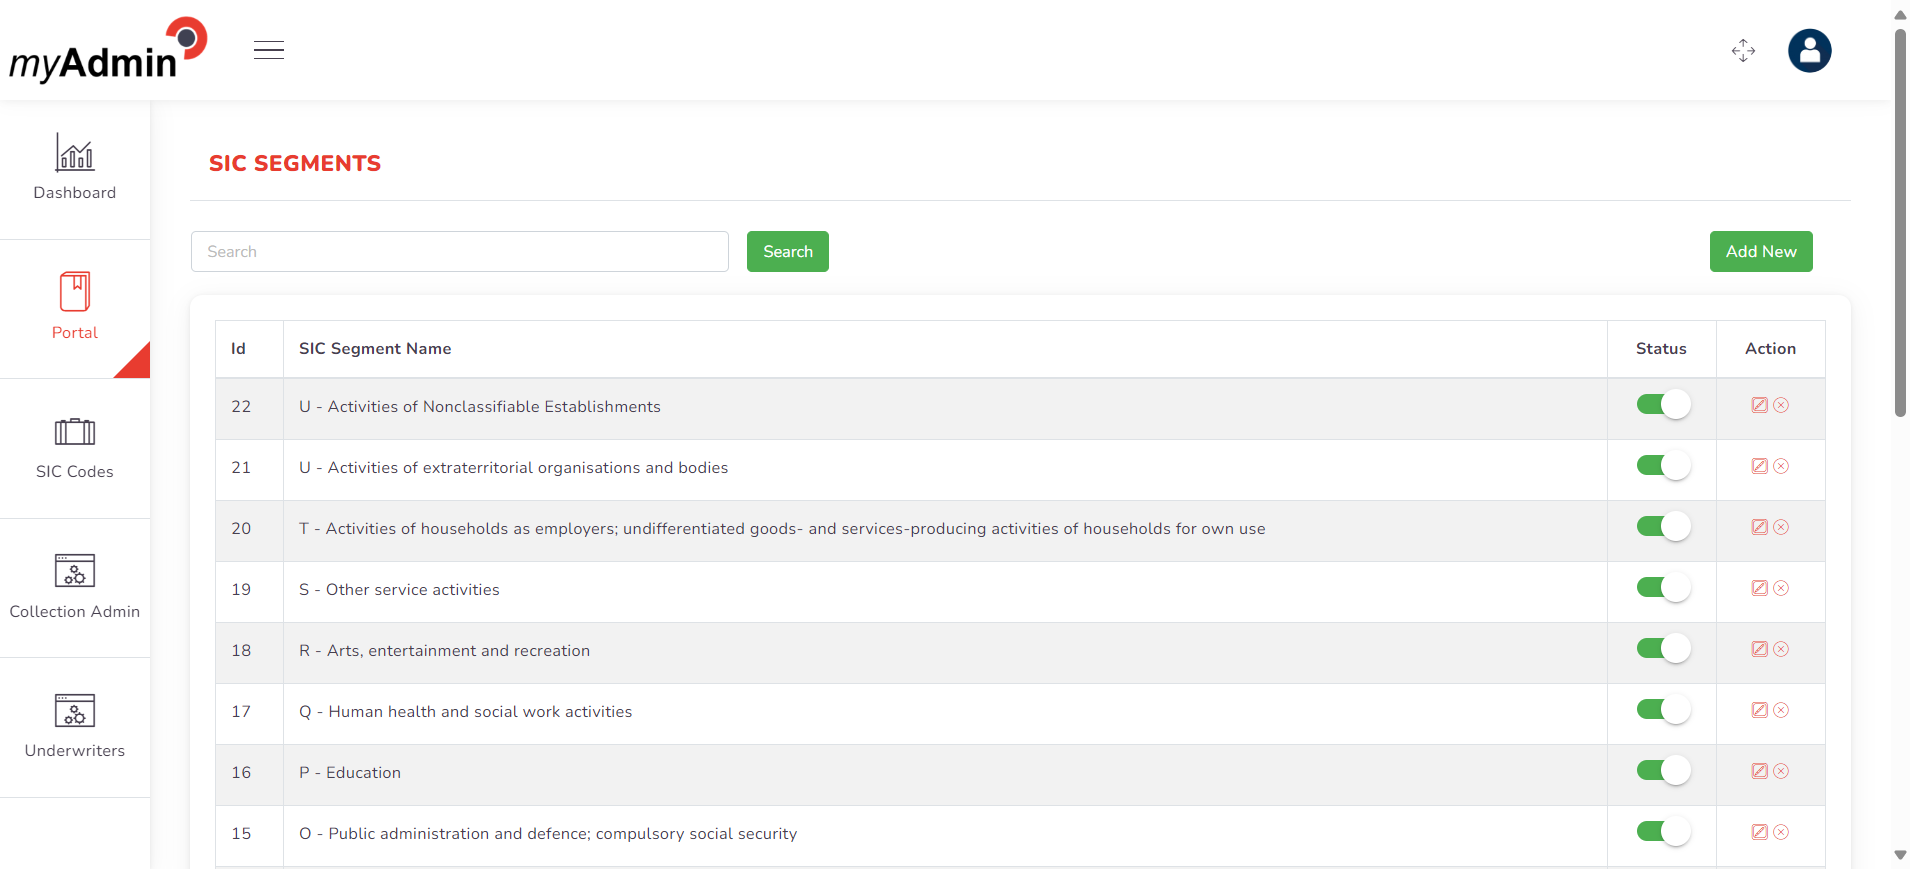 myAdmin
Dashboard
Portal
SIC Codes
Collection Admin
Underwriters
SIC SEGMENTS
Search Search Add New
Id SIC Segment Name Status Action
22 U - Activities of Nonclassifiable Establishments
21 U - Activities of extraterritorial organisations and bodies
20 T - Activities of households as employers; undifferentiated goods- and services-producing activities of households for own use
19 S - Other service activities
18 R - Arts, entertainment and recreation
17 Q - Human health and social work activities
16 P - Education
15 O - Public administration and defence; compulsory social security